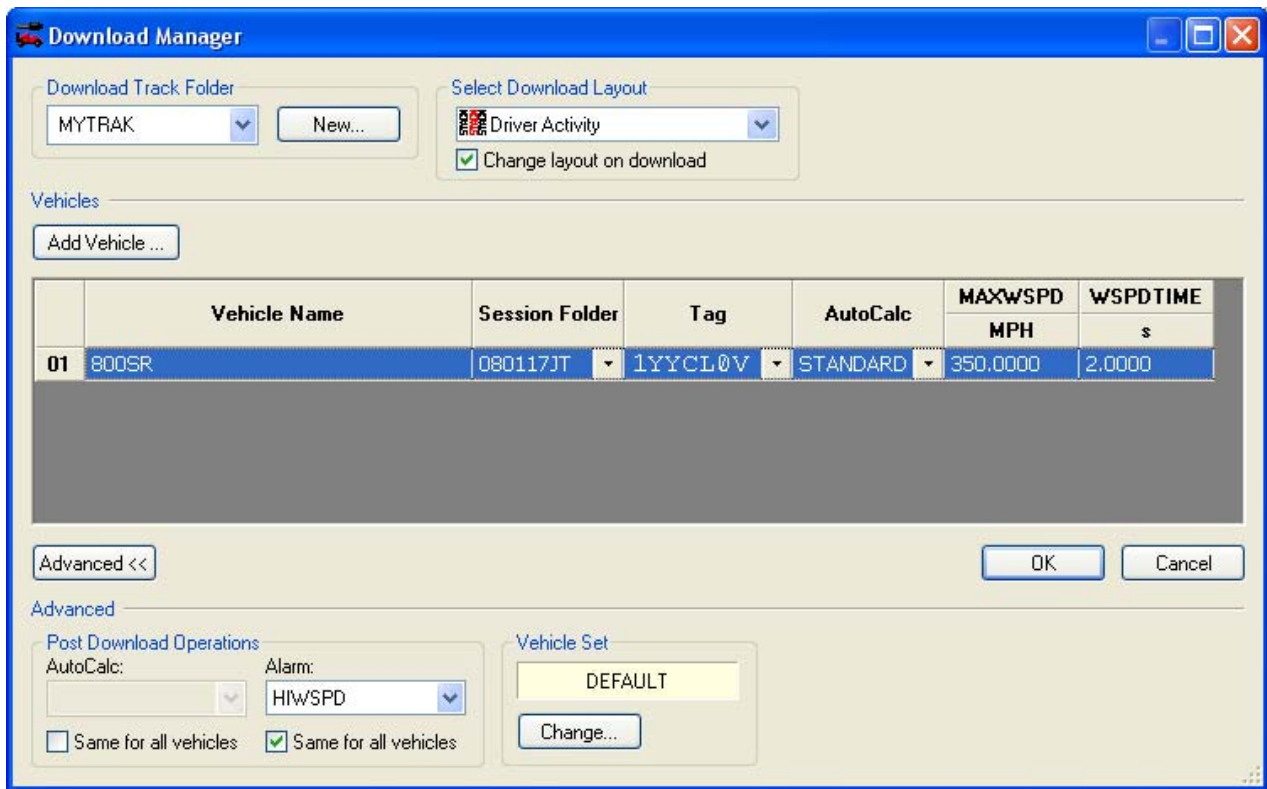 Download Manager
Download Track Folder
MYTRAK
New...
Select Download Layout
Driver Activity
Change layout on download
Vehicles
Add Vehicle ...
Vehicle Name Session Folder Tag AutoCalc MAXWSPD WSPDTIME
MPH s
01 800SR 080117JT 1YYCL0V STANDARD 350.0000 2.0000
Advanced <<
OK Cancel
Advanced
Post Download Operations
AutoCalc: Alarm:
HIWSPD
Same for all vehicles Same for all vehicles
Vehicle Set
DEFAULT
Change...